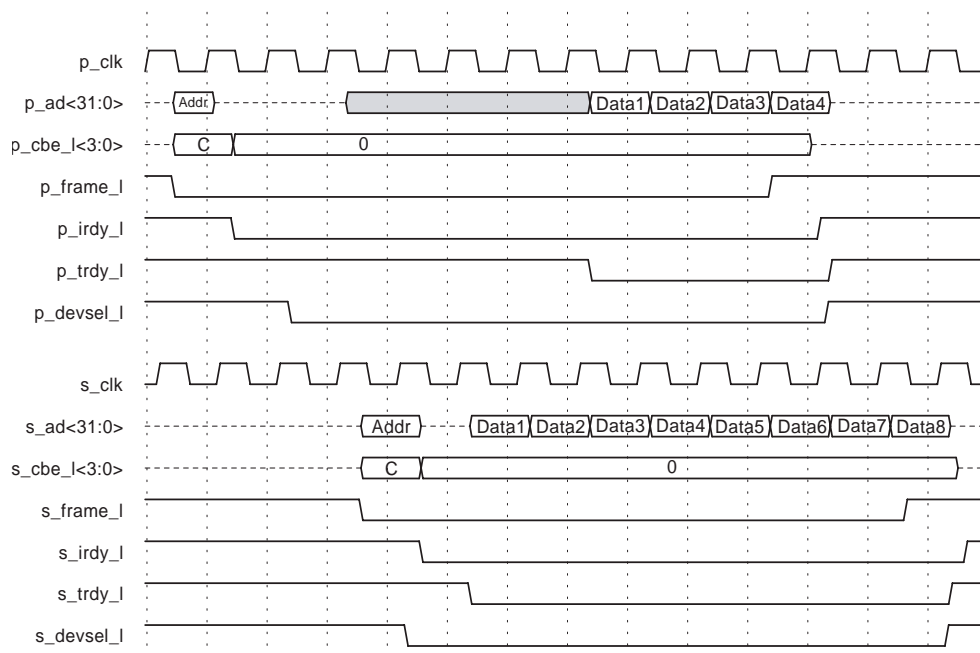 p_clk
p_ad<31:0>
Addr
Data1 Data2 Data3 Data4
p_cbe_l<3:0>
C
0
p_frame_l
p_irdy_l
p_trdy_l
p_devsel_l
s_clk
s_ad<31:0>
Addr
Data1 Data2 Data3 Data4 Data5 Data6 Data7 Data8
s_cbe_l<3:0>
C
0
s_frame_l
s_irdy_l
s_trdy_l
s_devsel_l